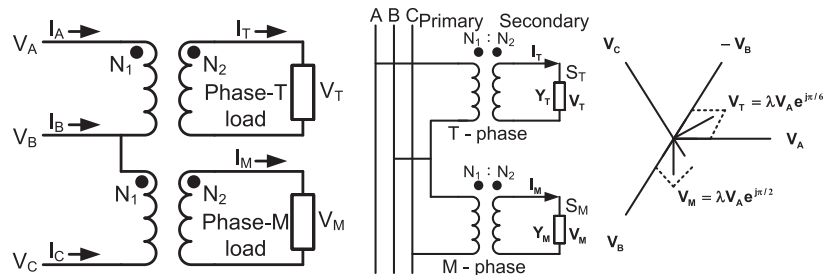 V_A
I_A
N_1
N_2
I_T
Phase-T
load
V_T
V_B
I_B
N_1
N_2
I_M
Phase-M
load
V_M
V_C
I_C
A B C Primary Secondary
N_1 : N_2
I_T
S_T
Y_T V_T
T - phase
N_1 : N_2
I_M
S_M
Y_M V_M
M - phase
V_C
- V_B
V_T = λV_A e^{jπ/6}
V_A
V_M = λV_A e^{jπ/2}
V_B